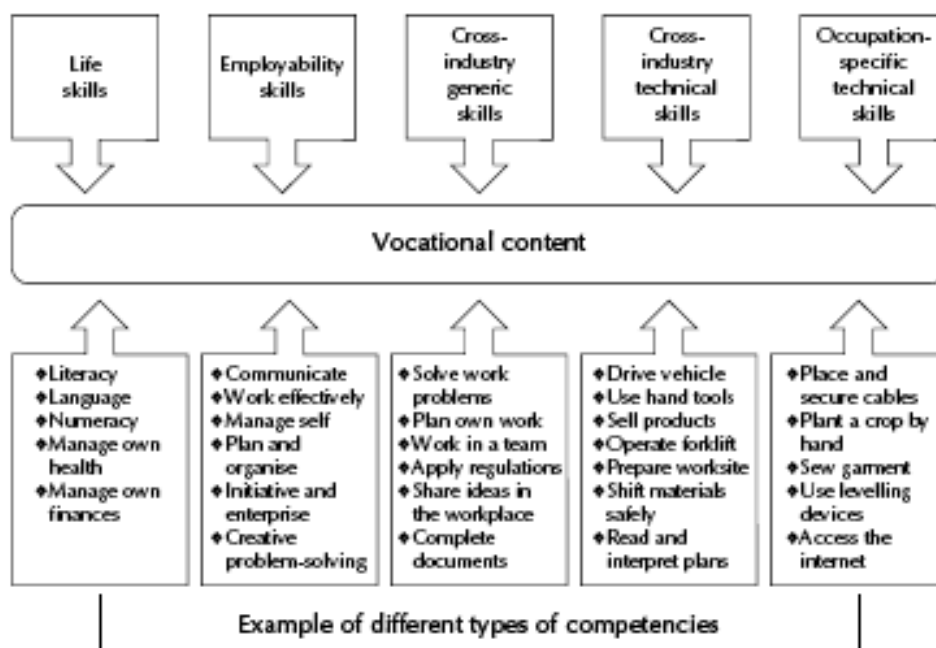 Life
skills
Employability
skills
Cross-
industry
generic
skills
Cross-
industry
technical
skills
Occupation-
specific
technical
skills
Vocational content
❖Literacy
❖Language
❖Numeracy
❖Manage own
health
❖Manage own
finances
❖Communicate
❖Work effectively
❖Manage self
❖Plan and
organise
❖Initiative and
enterprise
❖Creative
problem-solving
❖Solve work
problems
❖Plan own work
❖Work in a team
❖Apply regulations
❖Share ideas in
the workplace
❖Complete
documents
❖Drive vehicle
❖Use hand tools
❖Sell products
❖Operate forklift
❖Prepare worksite
❖Shift materials
safely
❖Read and
interpret plans
❖Place and
secure cables
❖Plant a crop by
hand
❖Sew garment
❖Use levelling
devices
❖Access the
internet
Example of different types of competencies